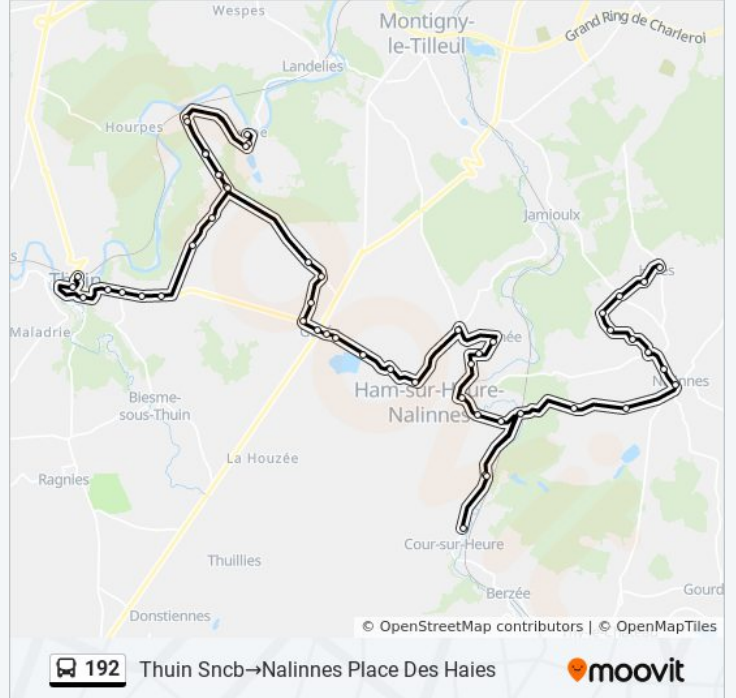 Wespes
Montigny-
le-Tilleul
Grand Ring de Charleroi
Landelies
Hourpes
Jamioulx
Thuin
Maladrie
Ham-sur-Heure-
Nalinnes
Biesme-
sous-Thuin
La Houzée
Ragnies
Cour-sur-Heure
Thuillies
Berzée
Gourd
Donstiennes
© OpenStreetMap contributors | © OpenMapTiles
192 Thuin Sncb→Nalinnes Place Des Haies moovit